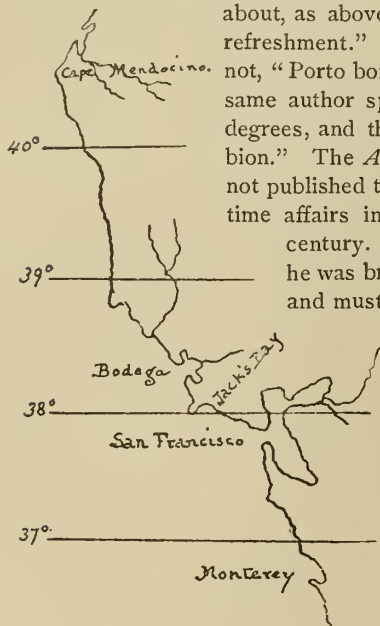 about, as above
refreshment.”
not, “ Porto bo
same author sp
degrees, and th
bion.” The A
not published t
time affairs in
century.
he was br
and must
Cape Mendocino.
40°
39°
Bodega
Jack's Bay
38°
San Francisco
37°
Monterey